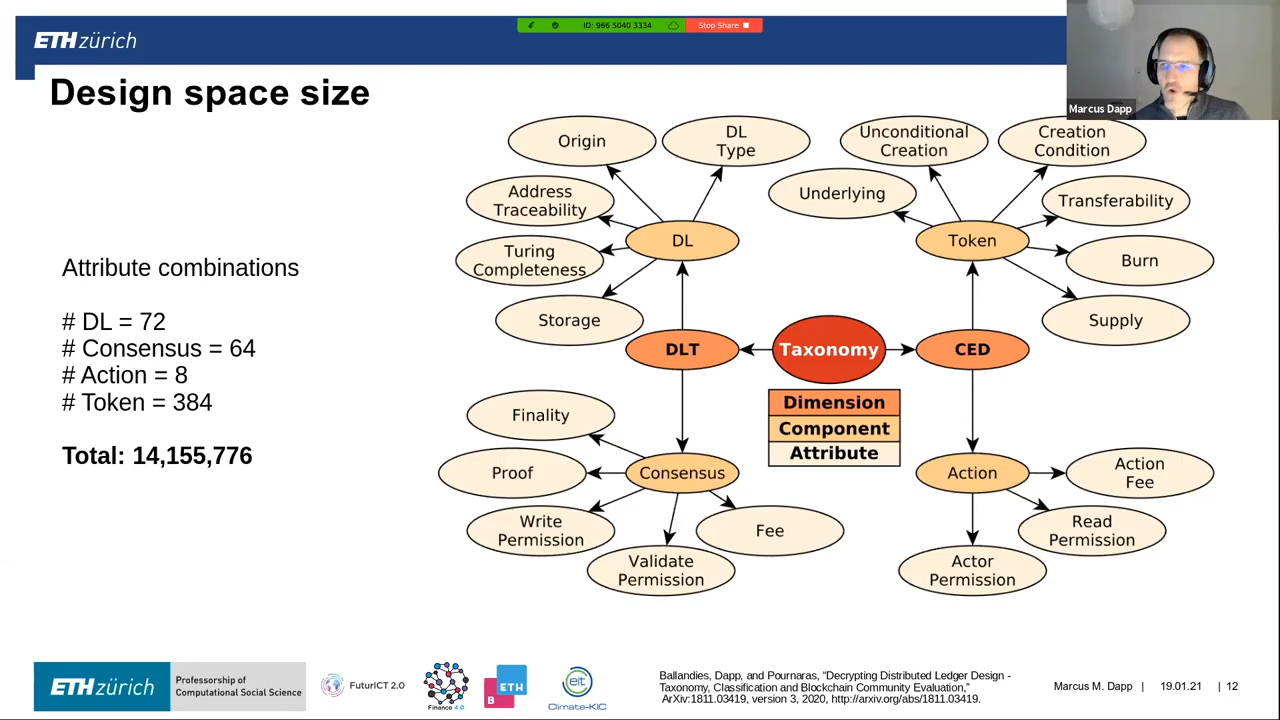 ETHzürich
ID: 966 5040 3334
Stop Share
Marcus Dapp
Design space size
Attribute combinations
# DL = 72
# Consensus = 64
# Action = 8
# Token = 384
Total: 14,155,776
Origin
DL
Type
Address
Traceability
Turing
Completeness
Storage
DL
DLT
Unconditional
Creation
Creation
Condition
Underlying
Transferability
Token
Burn
Supply
Taxonomy
CED
Dimension
Component
Attribute
Finality
Proof
Consensus
Write
Permission
Validate
Permission
Fee
Action
Action
Fee
Read
Permission
Actor
Permission
ETHzürich
Professorship of
Computational Social Science
FuturICT 2.0
Finance 4.0
B
ETH
eit
Climate-KIC
Ballandies, Dapp, and Pournaras, “Decrypting Distributed Ledger Design -
Taxonomy, Classification and Blockchain Community Evaluation,”
ArXiv:1811.03419, version 3, 2020, http://arxiv.org/abs/1811.03419.
Marcus M. Dapp | 19.01.21 | 12